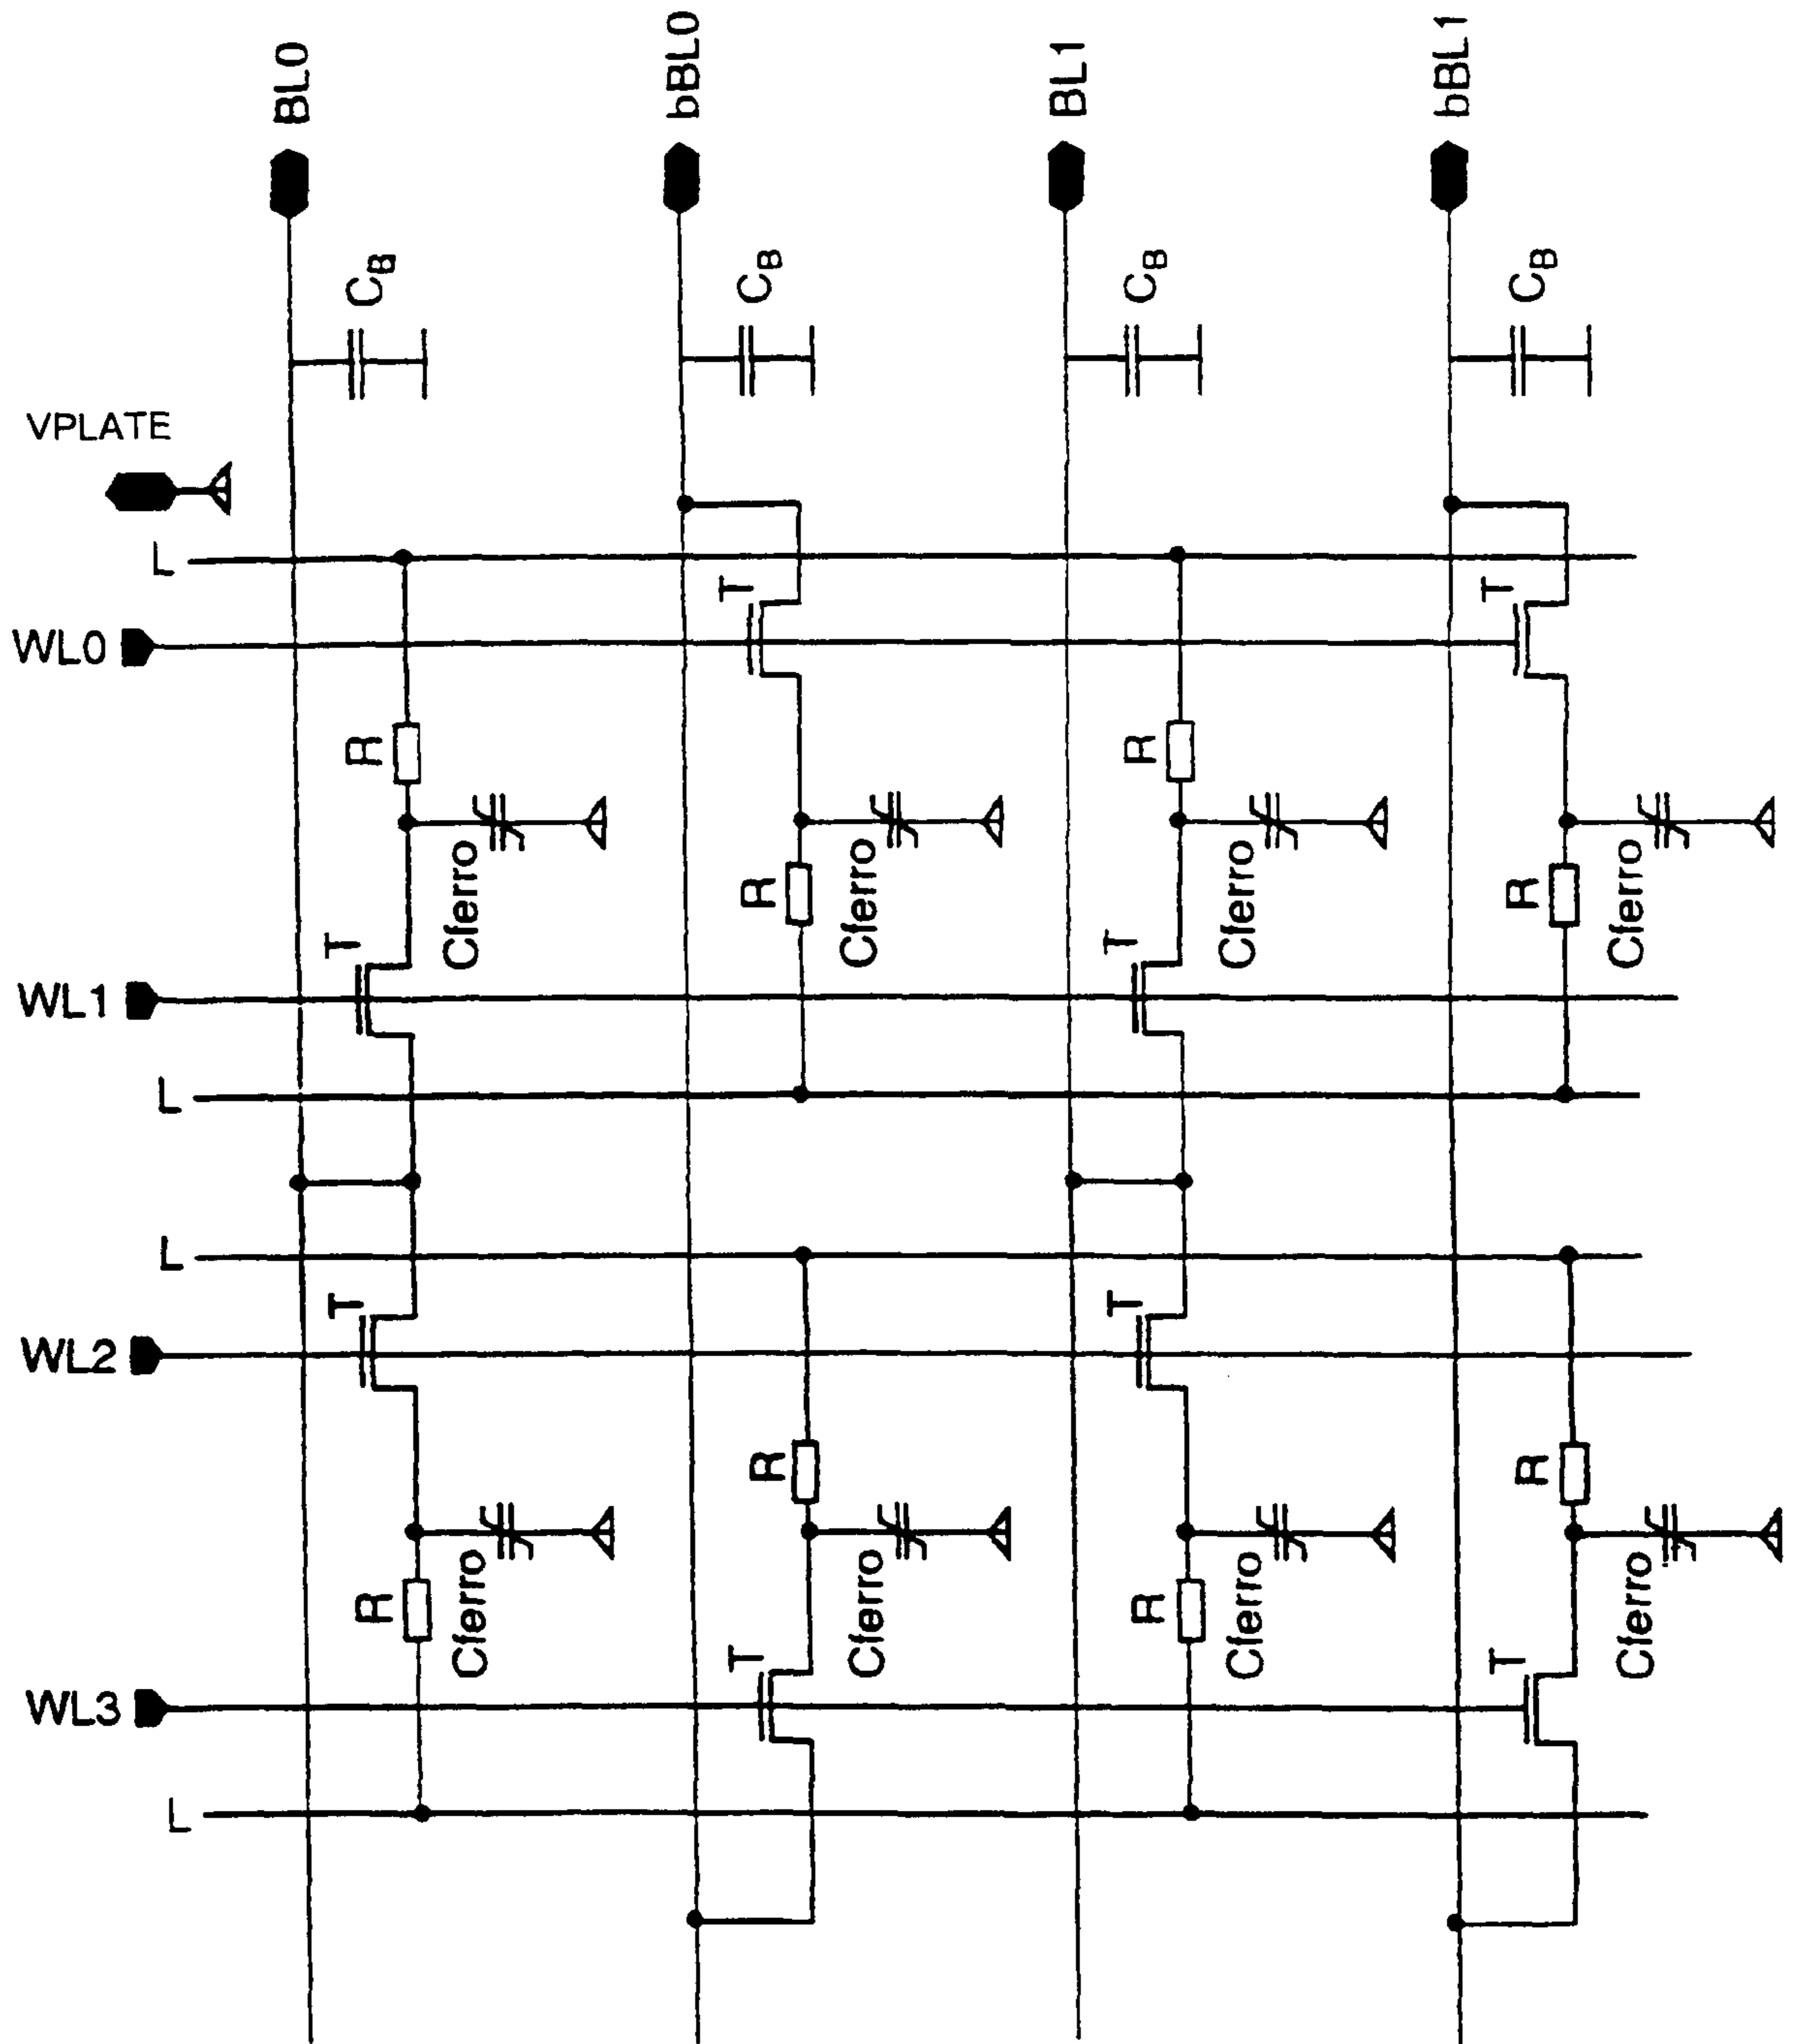 BL0
bBL0
BL1
bBL1
CB
CB
CB
CB
VPLATE
L
T
T
WL0
R
R
Cferro
R
Cferro
R
Cferro
Cferro
T
T
WL1
L
L
T
T
WL2
R
R
Cferro
R
Cferro
R
Cferro
Cferro
T
T
WL3
L